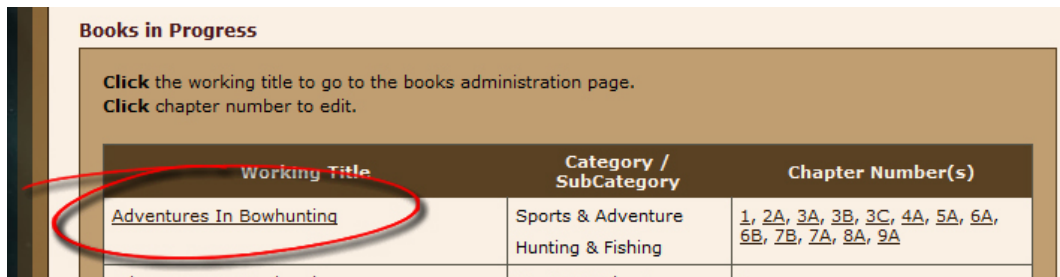 Books in Progress
Click the working title to go to the books administration page.
Click chapter number to edit.
Working Title
Category /
SubCategory
Chapter Number(s)
Adventures In Bowhunting
Sports & Adventure
Hunting & Fishing
1, 2A, 3A, 3B, 3C, 4A, 5A, 6A,
6B, 7B, 7A, 8A, 9A